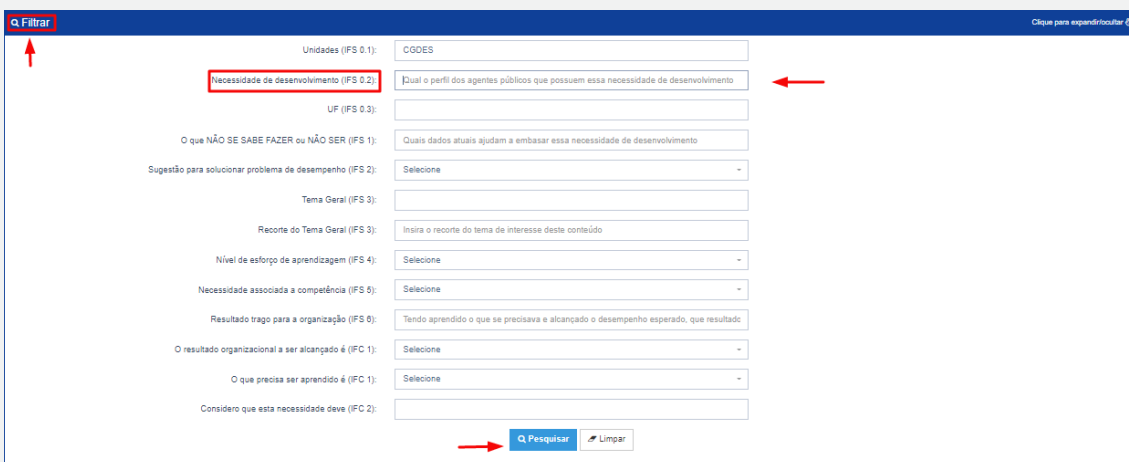 Filtrar Clique para expandir/ocultar
Unidades (IFS 0.1): CGDES
Necessidade de desenvolvimento (IFS 0.2): Qual o perfil dos agentes públicos que possuem essa necessidade de desenvolvimento
UF (IFS 0.3):
O que NÃO SE SABE FAZER ou NÃO SER (IFS 1): Quais dados atuais ajudam a embasar essa necessidade de desenvolvimento
Sugestão para solucionar problema de desempenho (IFS 2): Selecione
Tema Geral (IFS 3):
Recorte do Tema Geral (IFS 3): Insira o recorte do tema de interesse deste conteúdo
Nível de esforço de aprendizagem (IFS 4): Selecione
Necessidade associada a competência (IFS 5): Selecione
Resultado trago para a organização (IFS 6): Tendo aprendido o que se precisava e alcançado o desempenho esperado, que resultado
O resultado organizacional a ser alcançado é (IFC 1): Selecione
O que precisa ser aprendido é (IFC 1): Selecione
Considero que esta necessidade deve (IFC 2):
Pesquisar Limpar